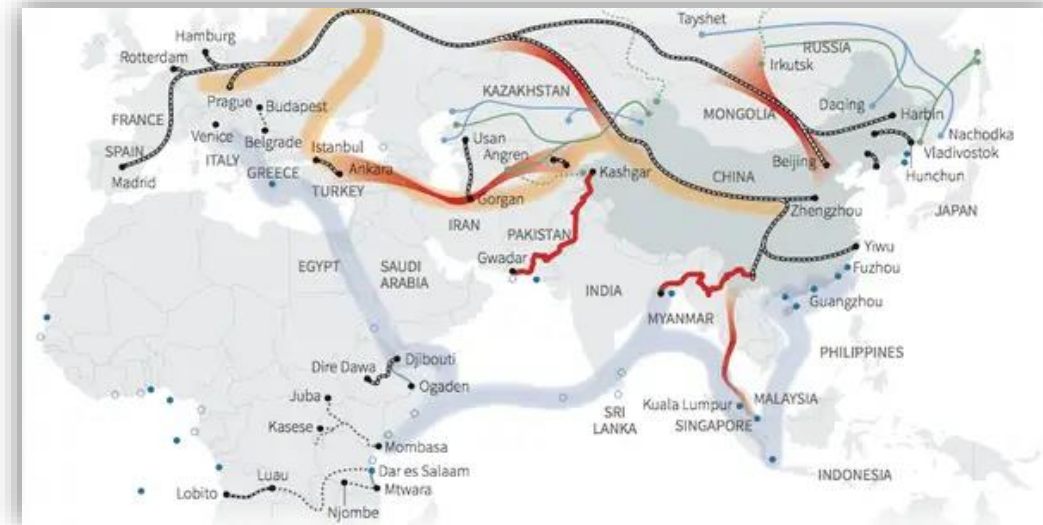 Tayshet
Hamburg
Rotterdam
RUSSIA
Irkutsk
KAZAKHSTAN
Prague
Budapest
MONGOLIA
Daqing
Harbin
FRANCE
Venice
Belgrade
Usan
Nachodka
Istanbul
Angren
Vladivostok
SPAIN
ITALY
Ankara
Kashgar
Beijing
Hunchun
GREECE
TURKEY
CHINA
Madrid
Gorgan
Zhengzhou
JAPAN
IRAN
PAKISTAN
Yiwu
Gwadar
EGYPT
SAUDI
ARABIA
Fuzhou
INDIA
Guangzhou
MYANMAR
PHILIPPINES
Djibouti
Dire Dawa
Ogaden
Juba
MALAYSIA
Kuala Lumpur
SRI
LANKA
SINGAPORE
Kasese
Mombasa
Dar es Salaam
INDONESIA
Luau
Lobito
Mtwara
Njombe